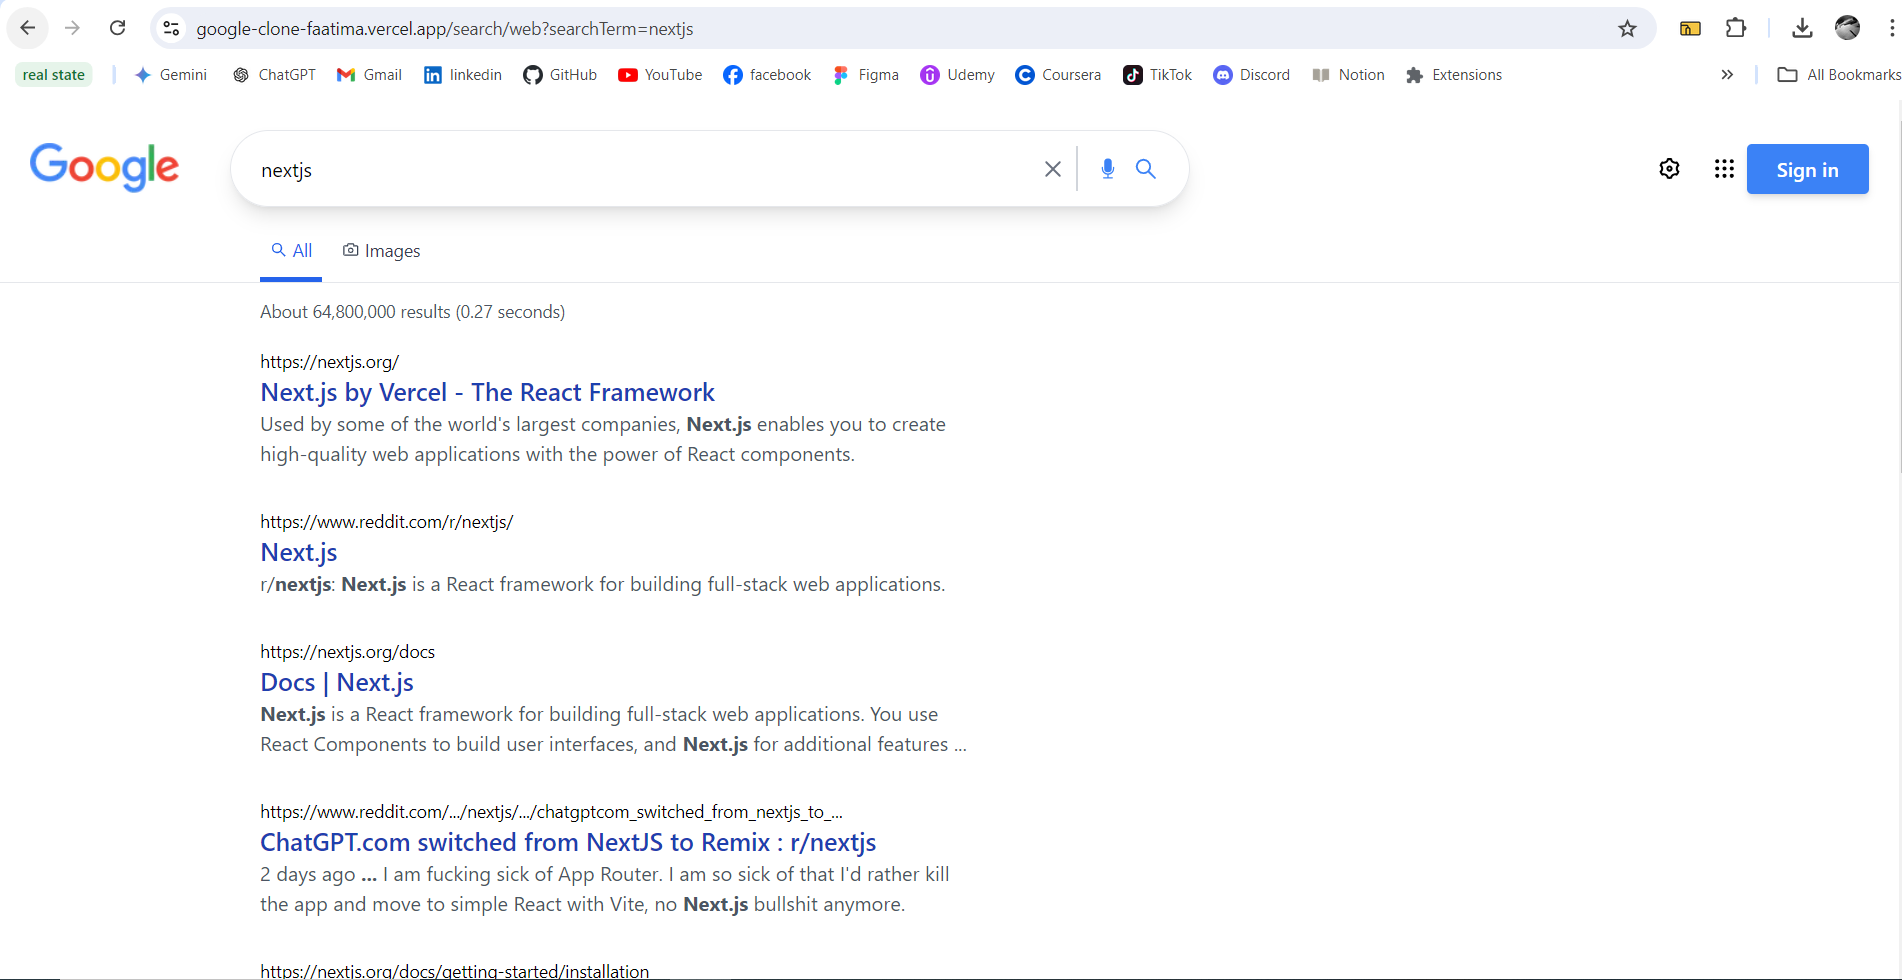 google-clone-faatima.vercel.app/search/web?searchTerm=nextjs
real state Gemini ChatGPT Gmail linkedin GitHub YouTube facebook Figma Udemy Coursera TikTok Discord Notion Extensions » All Bookmarks
Google nextjs Sign in
All Images
About 64,800,000 results (0.27 seconds)
https://nextjs.org/
Next.js by Vercel - The React Framework
Used by some of the world's largest companies, Next.js enables you to create
high-quality web applications with the power of React components.
https://www.reddit.com/r/nextjs/
Next.js
r/nextjs: Next.js is a React framework for building full-stack web applications.
https://nextjs.org/docs
Docs | Next.js
Next.js is a React framework for building full-stack web applications. You use
React Components to build user interfaces, and Next.js for additional features ...
https://www.reddit.com/.../nextjs/.../chatgptcom_switched_from_nextjs_to_...
ChatGPT.com switched from NextJS to Remix : r/nextjs
2 days ago ... I am fucking sick of App Router. I am so sick of that I'd rather kill
the app and move to simple React with Vite, no Next.js bullshit anymore.
https://nextjs.org/docs/getting-started/installation